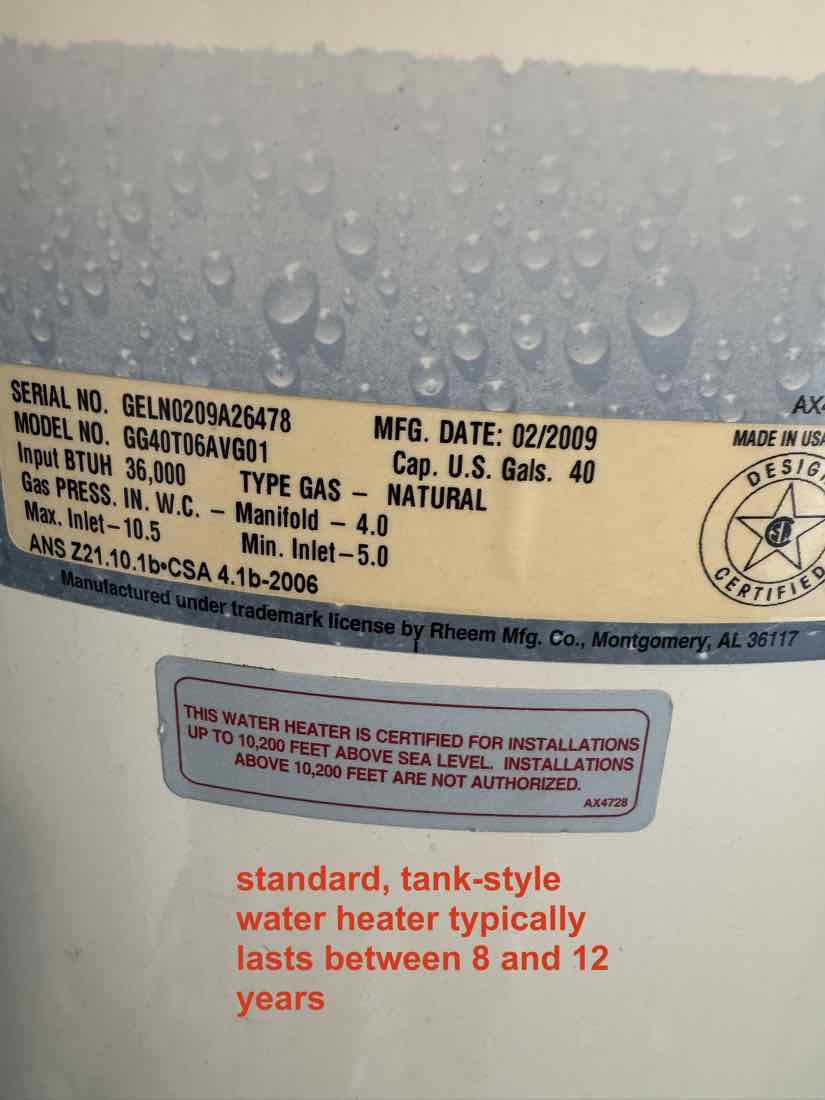 AX4
SERIAL NO. GELN0209A26478
MFG. DATE: 02/2009
MADE IN USA
MODEL NO. GG40T06AVG01
Cap. U.S. Gals. 40
Input BTUH 36,000
TYPE GAS – NATURAL
Gas PRESS. IN. W.C. – Manifold – 4.0
Max. Inlet–10.5
Min. Inlet–5.0
ANS Z21.10.1b•CSA 4.1b-2006
DESIG
CERTIFIED
Manufactured under trademark license by Rheem Mfg. Co., Montgomery, AL 36117
THIS WATER HEATER IS CERTIFIED FOR INSTALLATIONS
UP TO 10,200 FEET ABOVE SEA LEVEL. INSTALLATIONS
ABOVE 10,200 FEET ARE NOT AUTHORIZED.
AX4728
standard, tank-style
water heater typically
lasts between 8 and 12
years